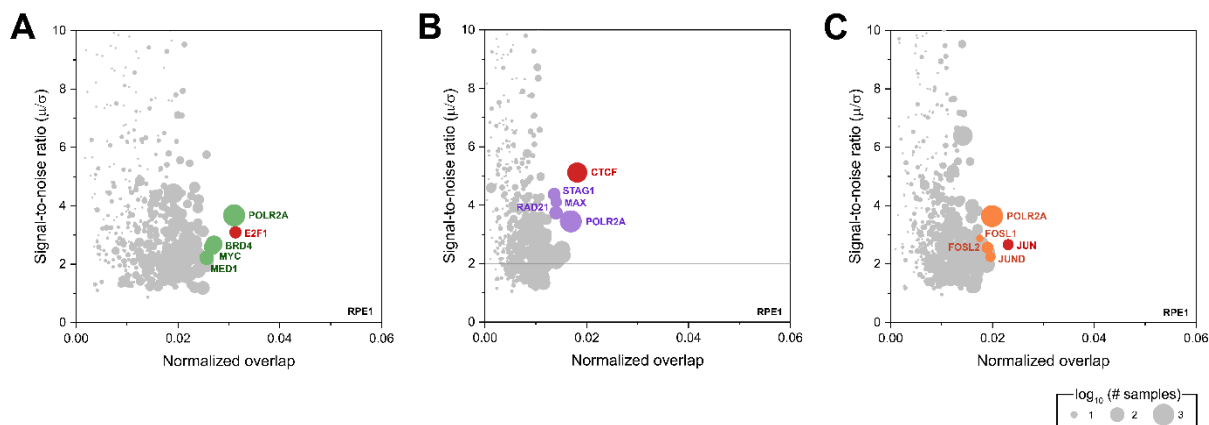 A
Signal-to-noise ratio (μ/σ)
10
8
6
4
2
0
POLR2A
E2F1
BRD4
MYC
MED1
RPE1
0.00
0.02
0.04
0.06
Normalized overlap
B
Signal-to-noise ratio (μ/σ)
10
8
6
4
2
0
CTCF
STAG1
MAX
RAD21
POLR2A
0.00
0.02
0.04
0.06
Normalized overlap
C
Signal-to-noise ratio (μ/σ)
10
8
6
4
2
0
POLR2A
FOSL1
FOSL2
JUN
JUND
RPE1
0.00
0.02
0.04
0.06
Normalized overlap
log10 (# samples)
1 2 3